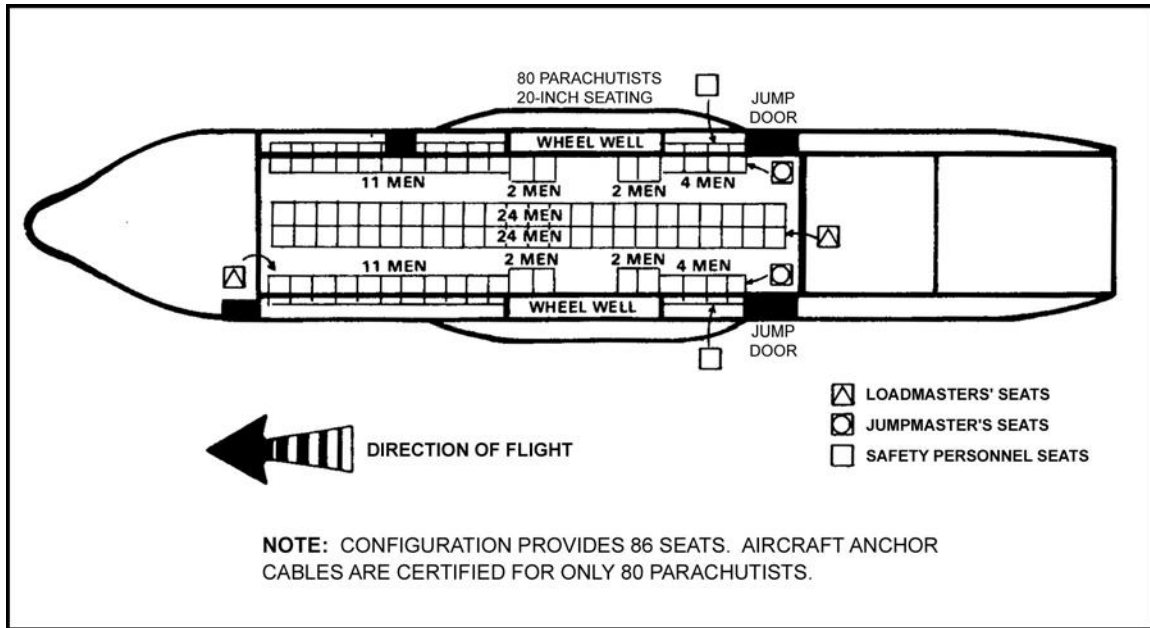 80 PARACHUTISTS
20-INCH SEATING
JUMP
DOOR
WHEEL WELL
11 MEN
2 MEN
2 MEN
4 MEN
24 MEN
24 MEN
11 MEN
2 MEN
2 MEN
4 MEN
WHEEL WELL
JUMP
DOOR
LOADMASTERS' SEATS
JUMPMASTER'S SEATS
SAFETY PERSONNEL SEATS
DIRECTION OF FLIGHT
NOTE: CONFIGURATION PROVIDES 86 SEATS. AIRCRAFT ANCHOR
CABLES ARE CERTIFIED FOR ONLY 80 PARACHUTISTS.